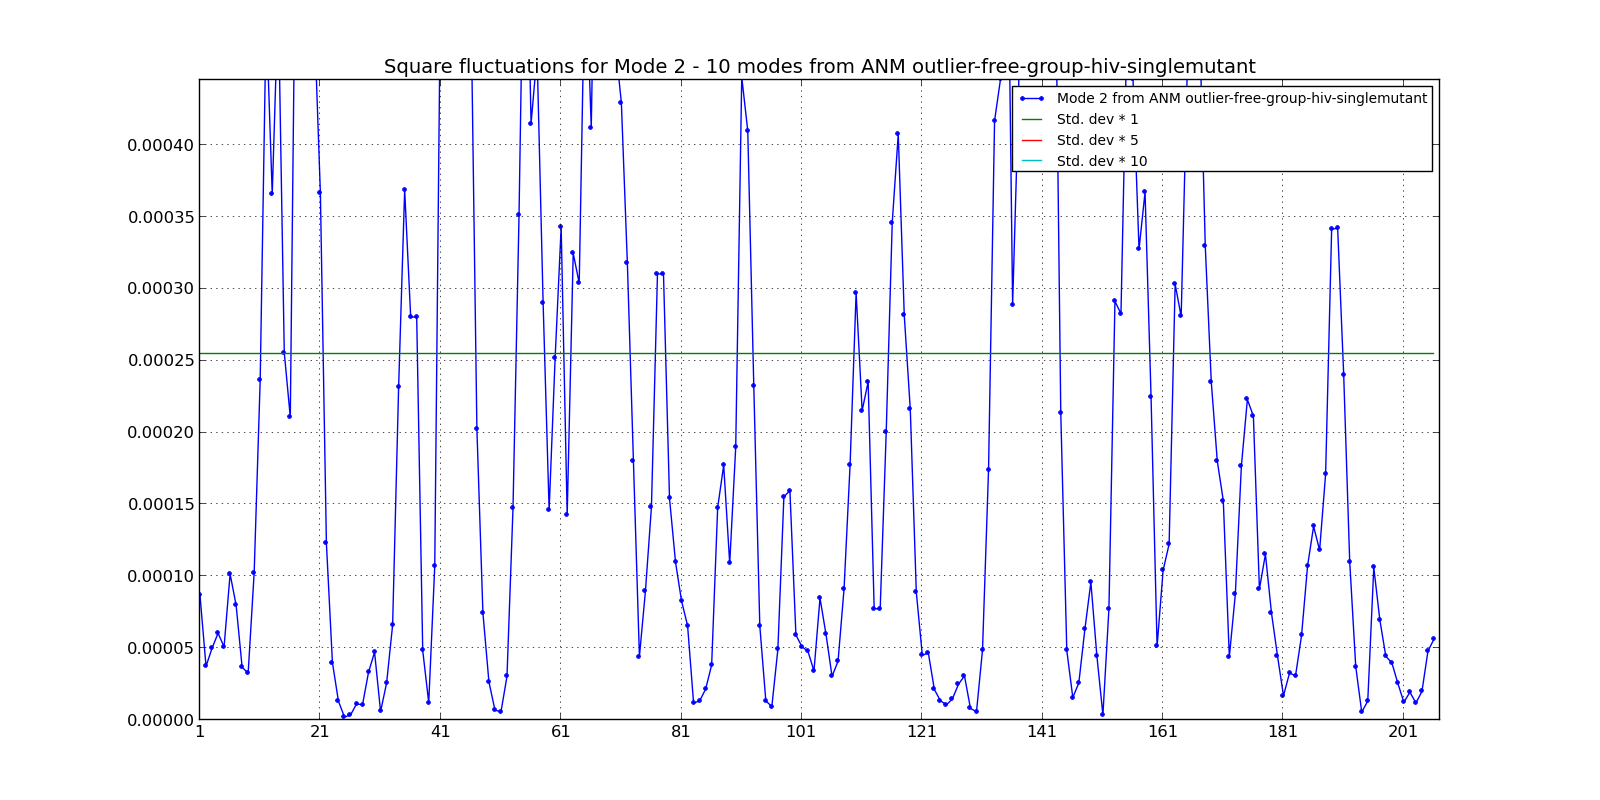 Square fluctuations for Mode 2 - 10 modes from ANM outlier-free-group-hiv-singlemutant
Mode 2 from ANM outlier-free-group-hiv-singlemutant
Std. dev * 1
Std. dev * 5
Std. dev * 10
0.00040
0.00035
0.00030
0.00025
0.00020
0.00015
0.00010
0.00005
0.00000
1 21 41 61 81 101 121 141 161 181 201